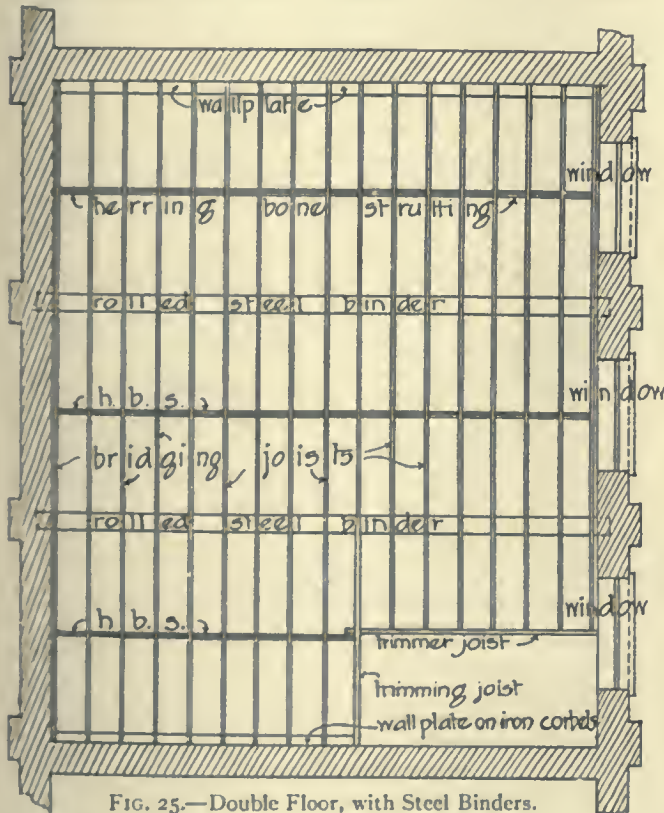 wallplate
window
herring bone strutting
rolled steel binder
h. b. s.
window
bridging joists
rolled steel binder
window
h. b. s.
trimmer joist
trimming joist
wall plate on iron corbels
FIG. 25.—Double Floor, with Steel Binders.